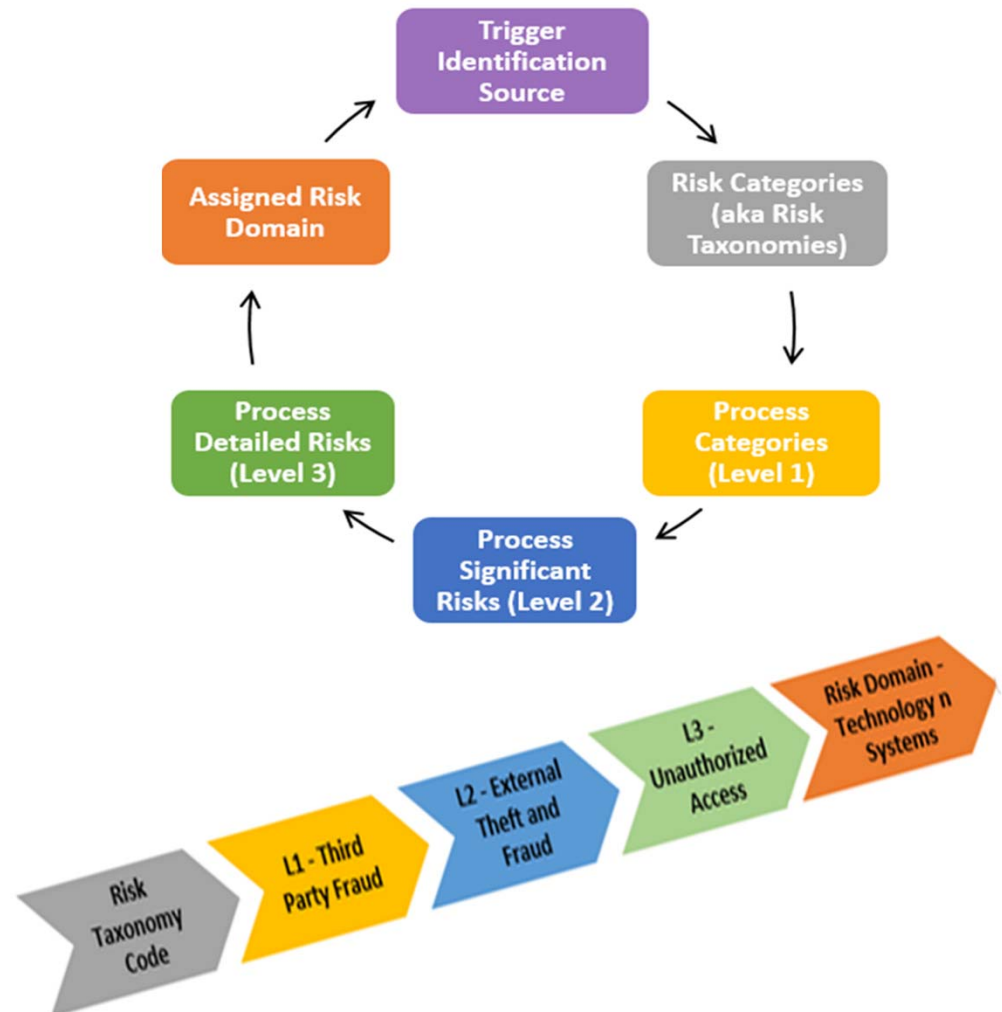 Trigger
Identification
Source
Risk Categories
(aka Risk
Taxonomies)
Process
Categories
(Level 1)
Process
Significant
Risks (Level 2)
Process
Detailed Risks
(Level 3)
Assigned Risk
Domain
Risk
Taxonomy
Code
L1 - Third
Party Fraud
L2 - External
Theft and
Fraud
L3 -
Unauthorized
Access
Risk Domain -
Technology n
Systems